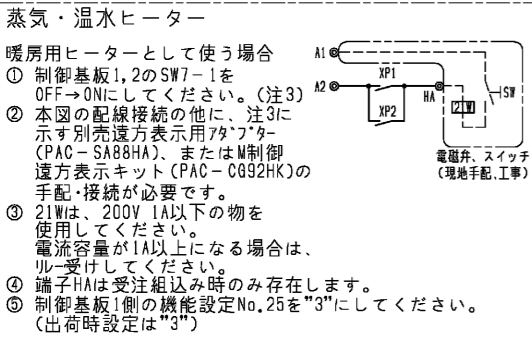 蒸気・温水ヒーター
暖房用ヒーターとして使う場合
① 制御基板1,2のSW7-1を
OFF→ONにしてください。(注3)
② 本図の配線接続の他に、注3に
示す別売遠方表示用アダプター
(PAC-SA88HA)、またはM制御
遠方表示キット(PAC-CG92HK)の
手配・接続が必要です。
③ 21Wは、200V 1A以下の物を
使用してください。
電流容量が1A以上になる場合は、
リレー受けしてください。
④ 端子HAは受注組込み時のみ存在します。
⑤ 制御基板1側の機能設定No.25を"3"にしてください。
(出荷時設定は"3")
A1
A2
XP1
XP2
HA
21W
SW
電磁弁、スイッチ
(現地手配、工事)